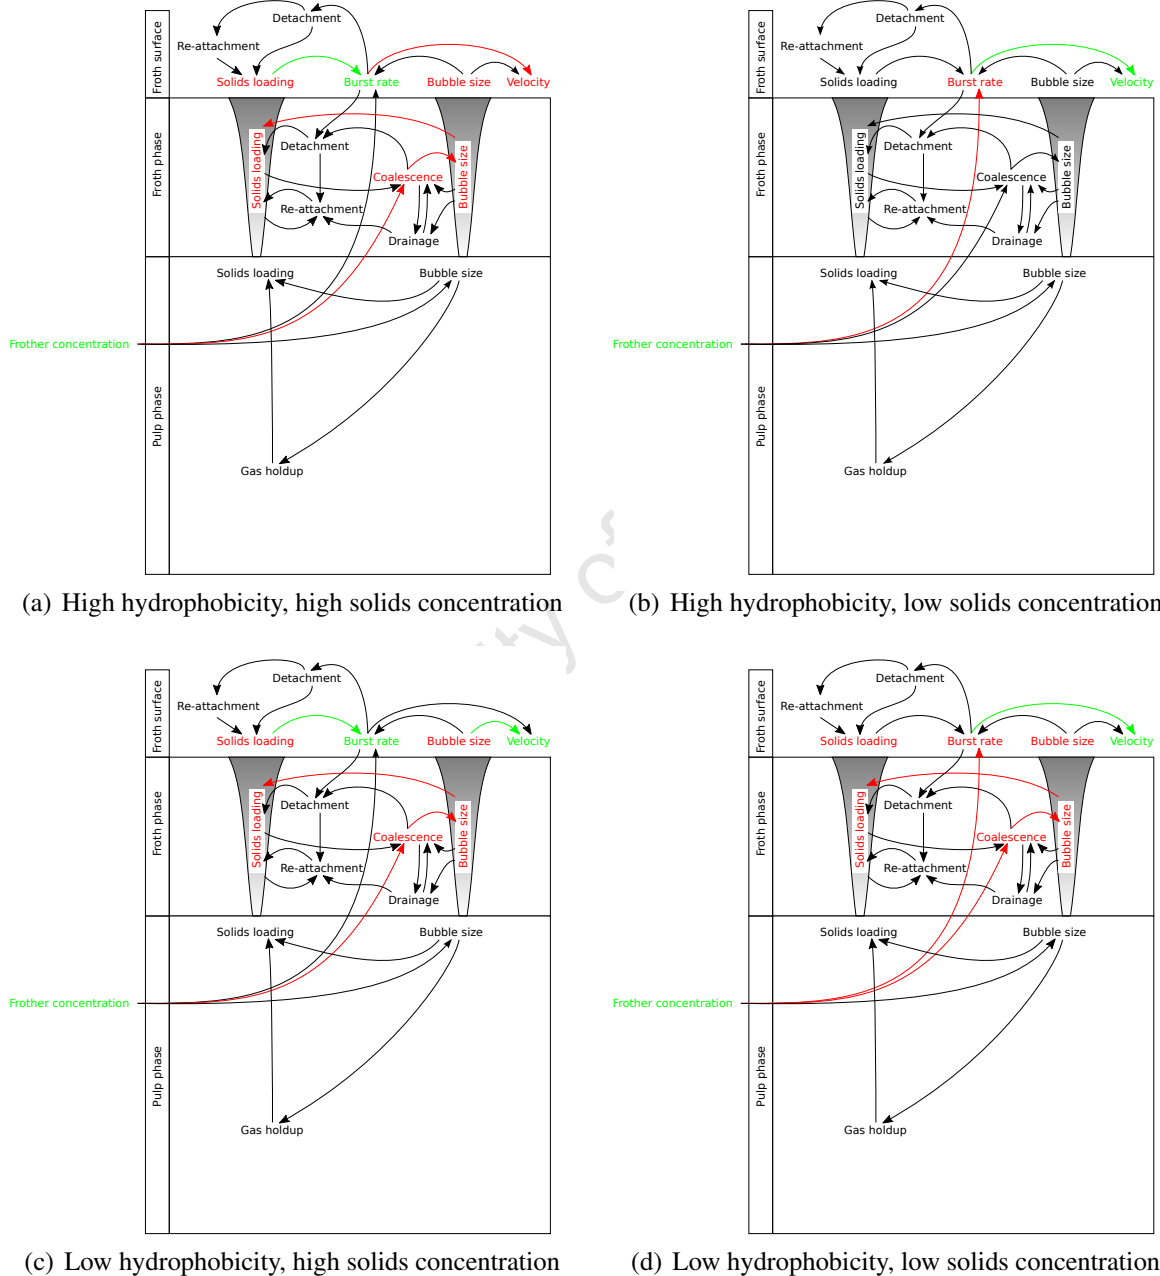 Froth surface
Detachment
Re-attachment
Solids loading
Burst rate
Bubble size
Velocity
Froth phase
Solids loading
Detachment
Coalescence
Bubble size
Re-attachment
Drainage
Pulp phase
Solids loading
Bubble size
Frother concentration
Gas holdup
(a) High hydrophobicity, high solids concentration
Froth surface
Detachment
Re-attachment
Solids loading
Burst rate
Bubble size
Velocity
Froth phase
Solids loading
Detachment
Coalescence
Bubble size
Re-attachment
Drainage
Pulp phase
Solids loading
Bubble size
Frother concentration
Gas holdup
(b) High hydrophobicity, low solids concentration
Froth surface
Detachment
Re-attachment
Solids loading
Burst rate
Bubble size
Velocity
Froth phase
Solids loading
Detachment
Coalescence
Bubble size
Re-attachment
Drainage
Pulp phase
Solids loading
Bubble size
Frother concentration
Gas holdup
(c) Low hydrophobicity, high solids concentration
Froth surface
Detachment
Re-attachment
Solids loading
Burst rate
Bubble size
Velocity
Froth phase
Solids loading
Detachment
Coalescence
Bubble size
Re-attachment
Drainage
Pulp phase
Solids loading
Bubble size
Frother concentration
Gas holdup
(d) Low hydrophobicity, low solids concentration